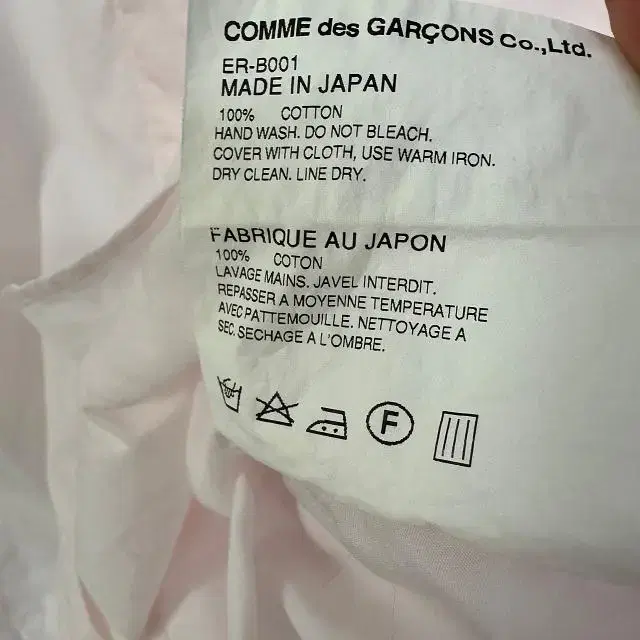 COMME des GARÇONS Co.,Ltd.
ER-B001
MADE IN JAPAN
100% COTTON
HAND WASH. DO NOT BLEACH.
COVER WITH CLOTH, USE WARM IRON.
DRY CLEAN. LINE DRY.
FABRIQUE AU JAPON
100% COTON
LAVAGE MAINS. JAVEL INTERDIT.
REPASSER A MOYENNE TEMPERATURE
AVEC PATTEMOUILLE. NETTOYAGE A
SEC. SECHAGE A L'OMBRE.
F